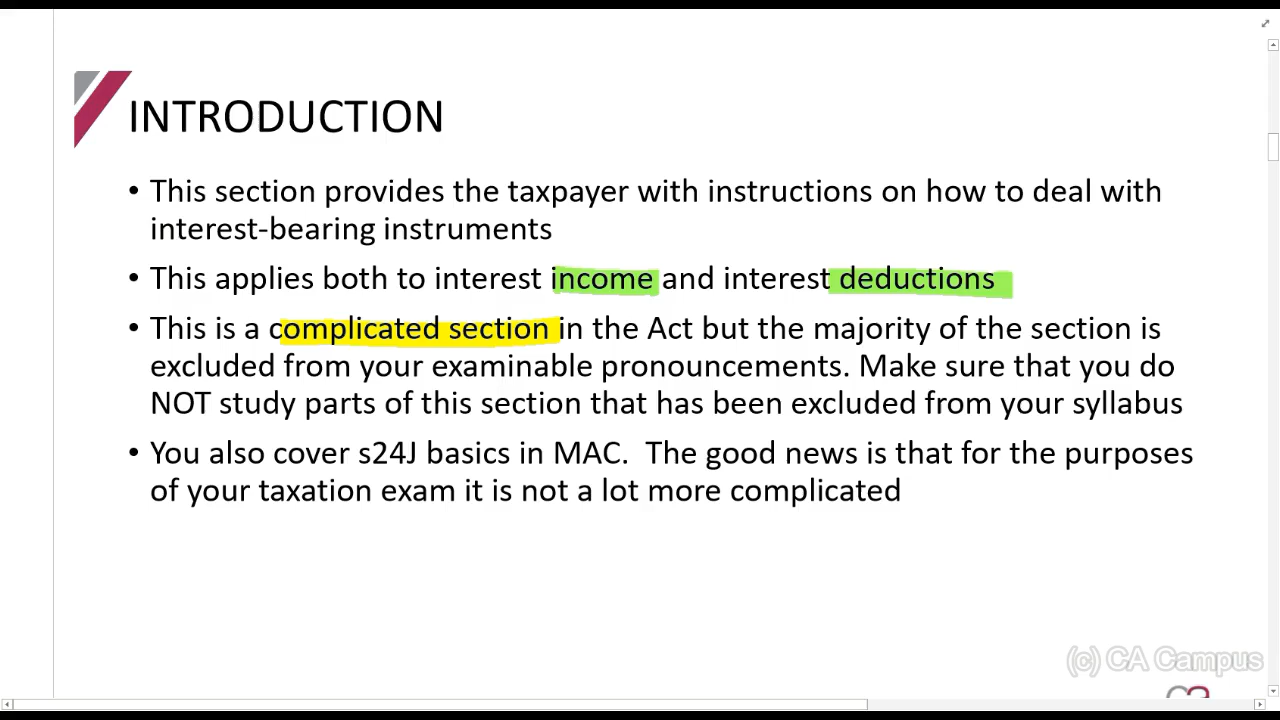 INTRODUCTION
• This section provides the taxpayer with instructions on how to deal with
interest-bearing instruments
• This applies both to interest income and interest deductions
• This is a complicated section in the Act but the majority of the section is
excluded from your examinable pronouncements. Make sure that you do
NOT study parts of this section that has been excluded from your syllabus
• You also cover s24J basics in MAC.  The good news is that for the purposes
of your taxation exam it is not a lot more complicated
(c) CA Campus